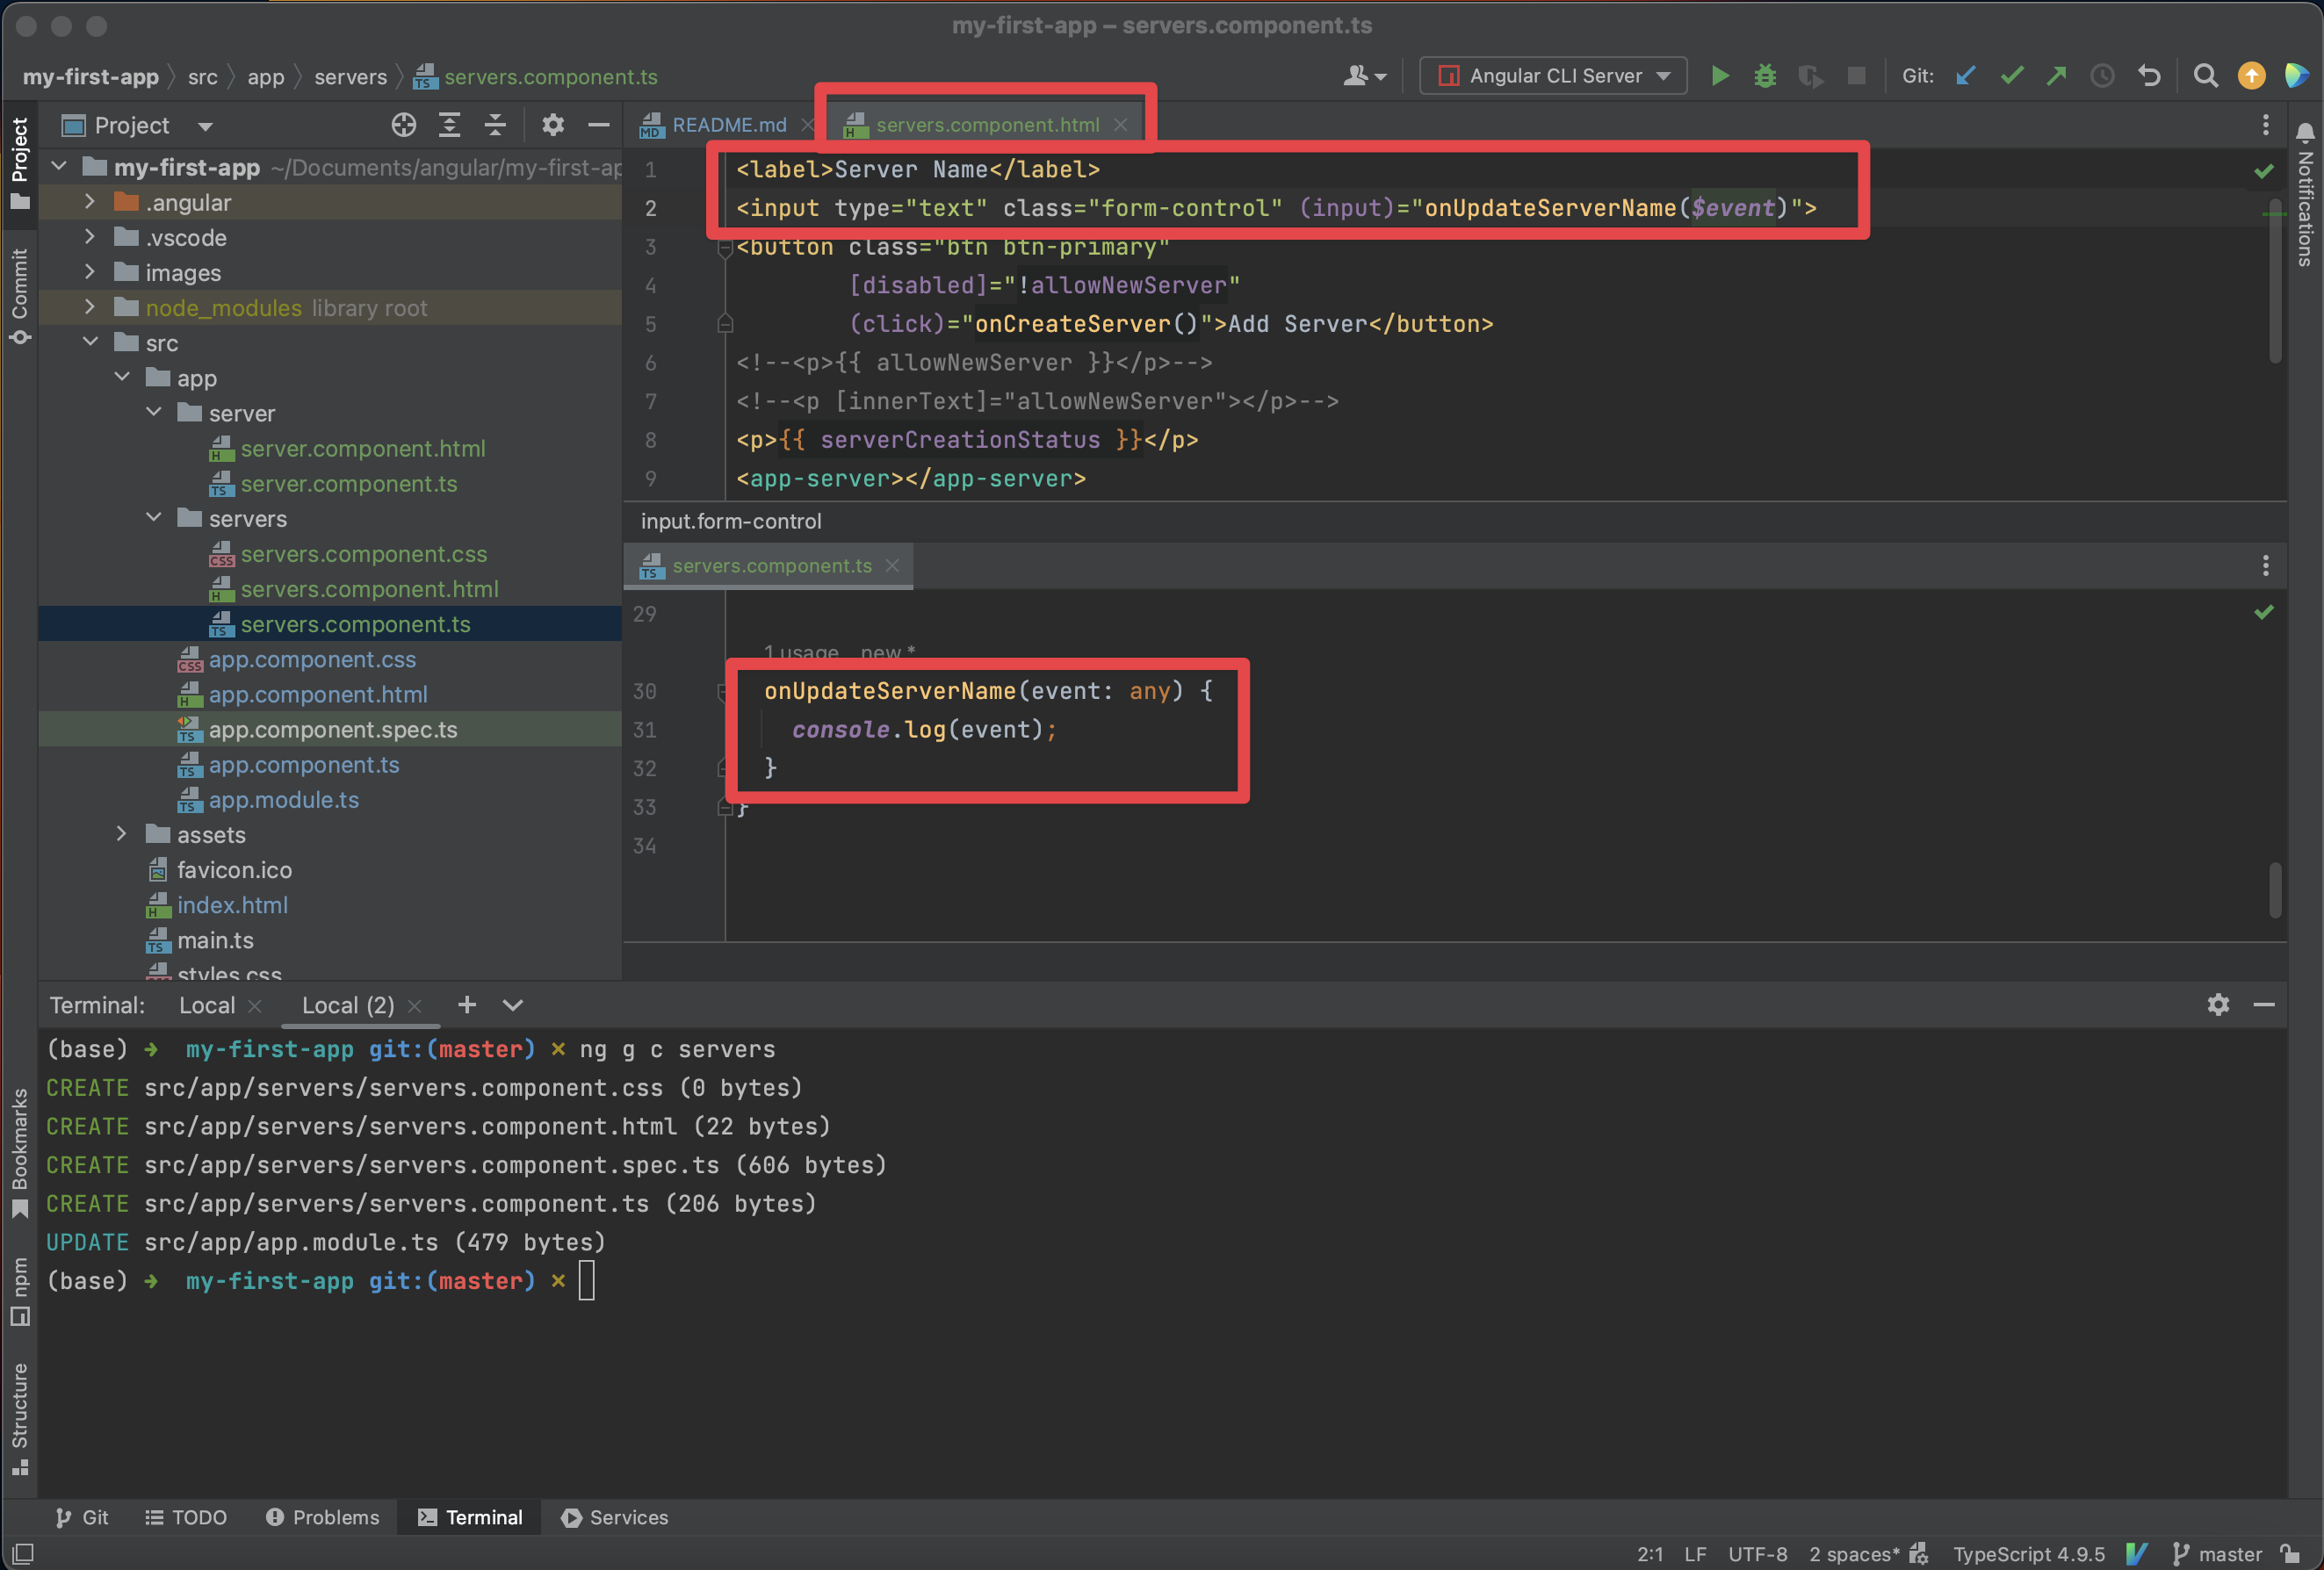 my-first-app – servers.component.ts
my-first-app src app servers servers.component.ts
Angular CLI Server
Git:
Project
Commit
Bookmarks
npm
Structure
Notifications
Project
my-first-app ~/Documents/angular/my-first-ap
.angular
.vscode
images
node_modules library root
src
app
server
server.component.html
server.component.ts
servers
servers.component.css
servers.component.html
servers.component.ts
app.component.css
app.component.html
app.component.spec.ts
app.component.ts
app.module.ts
assets
favicon.ico
index.html
main.ts
styles.css
README.md servers.component.html
1 <label>Server Name</label>
2 <input type="text" class="form-control" (input)="onUpdateServerName($event)">
3 <button class="btn btn-primary"
4 [disabled]="!allowNewServer"
5 (click)="onCreateServer()">Add Server</button>
6 <!--<p>{{ allowNewServer }}</p>-->
7 <!--<p [innerText]="allowNewServer"></p>-->
8 <p>{{ serverCreationStatus }}</p>
9 <app-server></app-server>
input.form-control
servers.component.ts
29
1 usage new *
30 onUpdateServerName(event: any) {
31 console.log(event);
32 }
33 }
34
Terminal: Local Local (2)
(base) ➜ my-first-app git:(master) ✗ ng g c servers
CREATE src/app/servers/servers.component.css (0 bytes)
CREATE src/app/servers/servers.component.html (22 bytes)
CREATE src/app/servers/servers.component.spec.ts (606 bytes)
CREATE src/app/servers/servers.component.ts (206 bytes)
UPDATE src/app/app.module.ts (479 bytes)
(base) ➜ my-first-app git:(master) ✗
Git TODO Problems Terminal Services
2:1 LF UTF-8 2 spaces* TypeScript 4.9.5 master